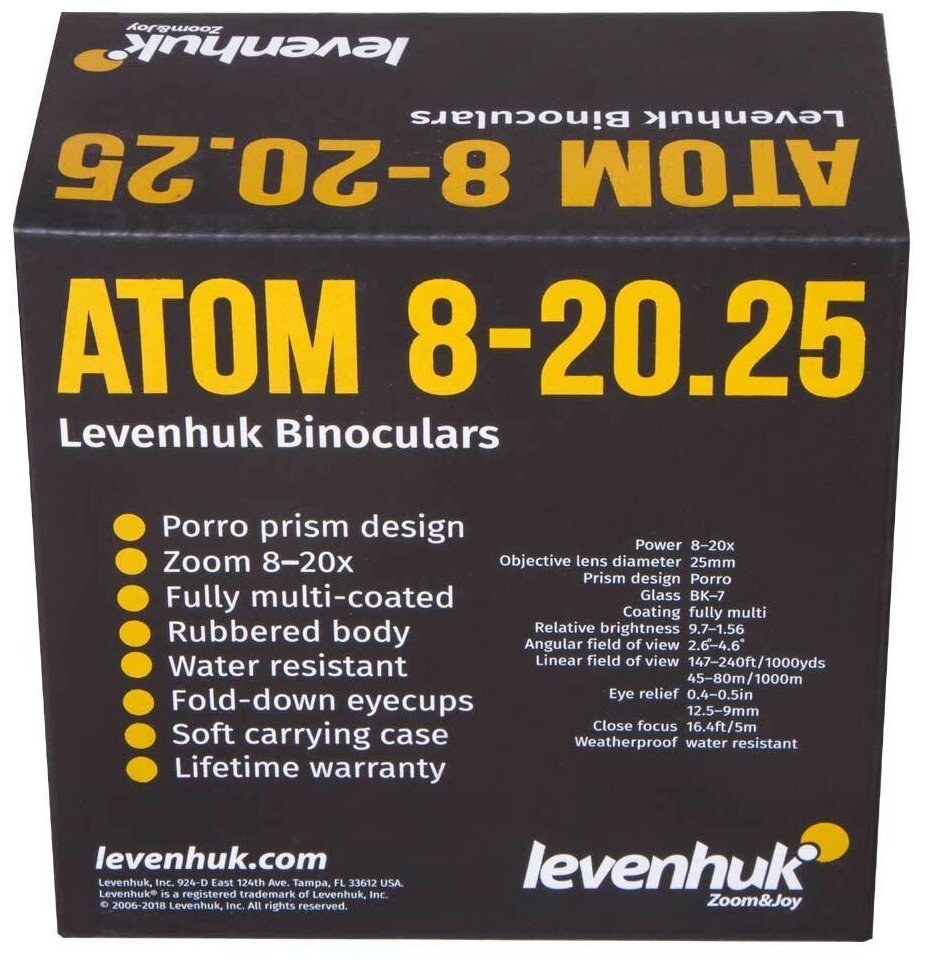 levenhuk
Zoom&Joy
Levenhuk Binoculars
ATOM 8-20.25
ATOM 8-20.25
Levenhuk Binoculars
Porro prism design
Zoom 8–20x
Fully multi-coated
Rubbered body
Water resistant
Fold-down eyecups
Soft carrying case
Lifetime warranty
Power 8–20x
Objective lens diameter 25mm
Prism design Porro
Glass BK–7
Coating fully multi
Relative brightness 9.7–1.56
Angular field of view 2.6°–4.6°
Linear field of view 147–240ft/1000yds
45–80m/1000m
Eye relief 0.4–0.5in
12.5–9mm
Close focus 16.4ft/5m
Weatherproof water resistant
levenhuk.com
Levenhuk, Inc. 924-D East 124th Ave. Tampa, FL 33612 USA.
Levenhuk® is a registered trademark of Levenhuk, Inc.
© 2006-2018 Levenhuk, Inc. All rights reserved.
levenhuk
Zoom&Joy